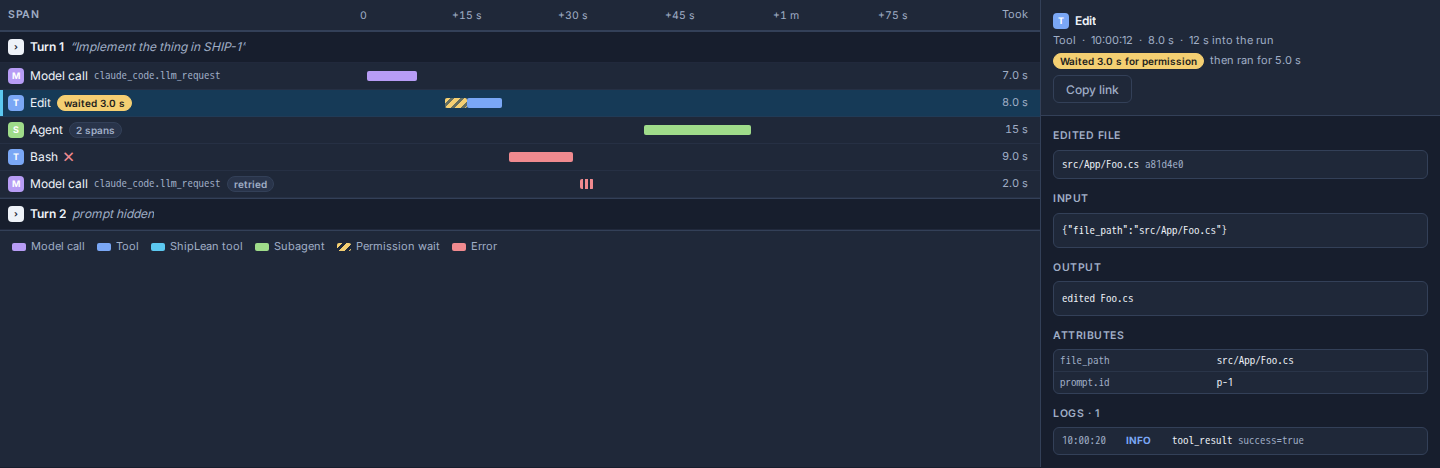 SPAN 0 +15 s +30 s +45 s +1 m +75 s Took
› Turn 1 "Implement the thing in SHIP-1"
M Model call claude_code.llm_request 7.0 s
T Edit waited 3.0 s 8.0 s
S Agent 2 spans 15 s
T Bash ✕ 9.0 s
M Model call claude_code.llm_request retried 2.0 s
› Turn 2 prompt hidden
Model call Tool ShipLean tool Subagent Permission wait Error
T Edit
Tool · 10:00:12 · 8.0 s · 12 s into the run
Waited 3.0 s for permission then ran for 5.0 s
Copy link
EDITED FILE
src/App/Foo.cs a81d4e0
INPUT
{"file_path":"src/App/Foo.cs"}
OUTPUT
edited Foo.cs
ATTRIBUTES
file_path src/App/Foo.cs
prompt.id p-1
LOGS · 1
10:00:20 INFO tool_result success=true